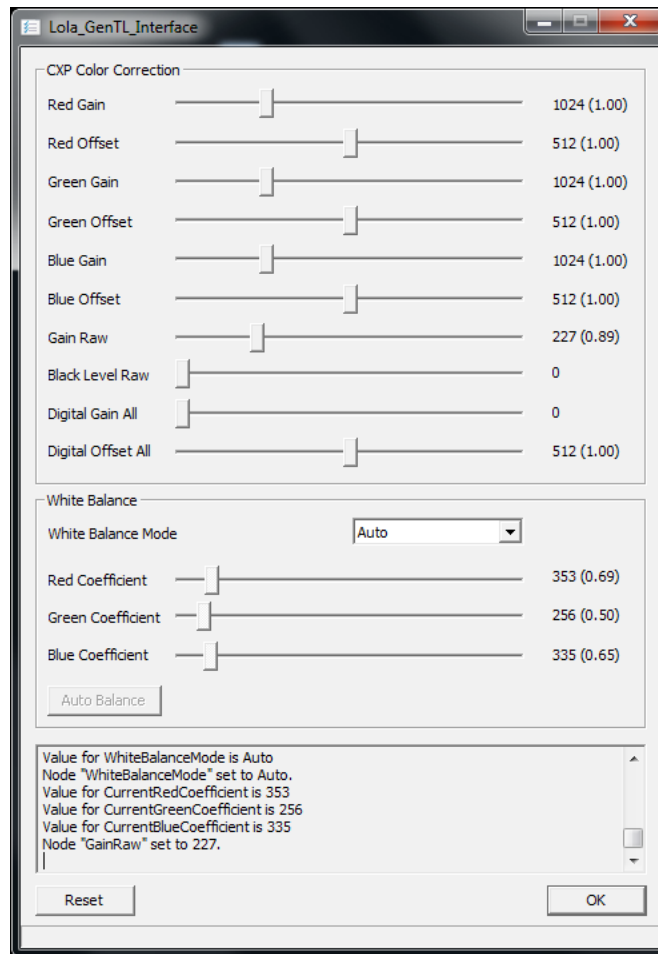 Lola_GenTL_Interface
CXP Color Correction
Red Gain 1024 (1.00)
Red Offset 512 (1.00)
Green Gain 1024 (1.00)
Green Offset 512 (1.00)
Blue Gain 1024 (1.00)
Blue Offset 512 (1.00)
Gain Raw 227 (0.89)
Black Level Raw 0
Digital Gain All 0
Digital Offset All 512 (1.00)
White Balance
White Balance Mode Auto
Red Coefficient 353 (0.69)
Green Coefficient 256 (0.50)
Blue Coefficient 335 (0.65)
Auto Balance
Value for WhiteBalanceMode is Auto
Node "WhiteBalanceMode" set to Auto.
Value for CurrentRedCoefficient is 353
Value for CurrentGreenCoefficient is 256
Value for CurrentBlueCoefficient is 335
Node "GainRaw" set to 227.
Reset OK